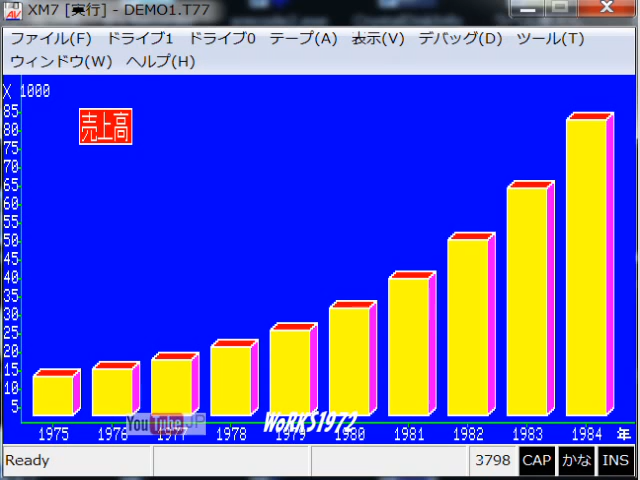 XM7 [実行] - DEMO1.T77
ファイル(F) ドライブ1 ドライブ0 テープ(A) 表示(V) デバッグ(D) ツール(T)
ウィンドウ(W) ヘルプ(H)
X 1000
売上高
85
80
75
70
65
60
55
50
45
40
35
30
25
20
15
10
5
YouTube JP
WoRKS1972
1975 1976 1977 1978 1979 1980 1981 1982 1983 1984 年
Ready 3798 CAP かな INS